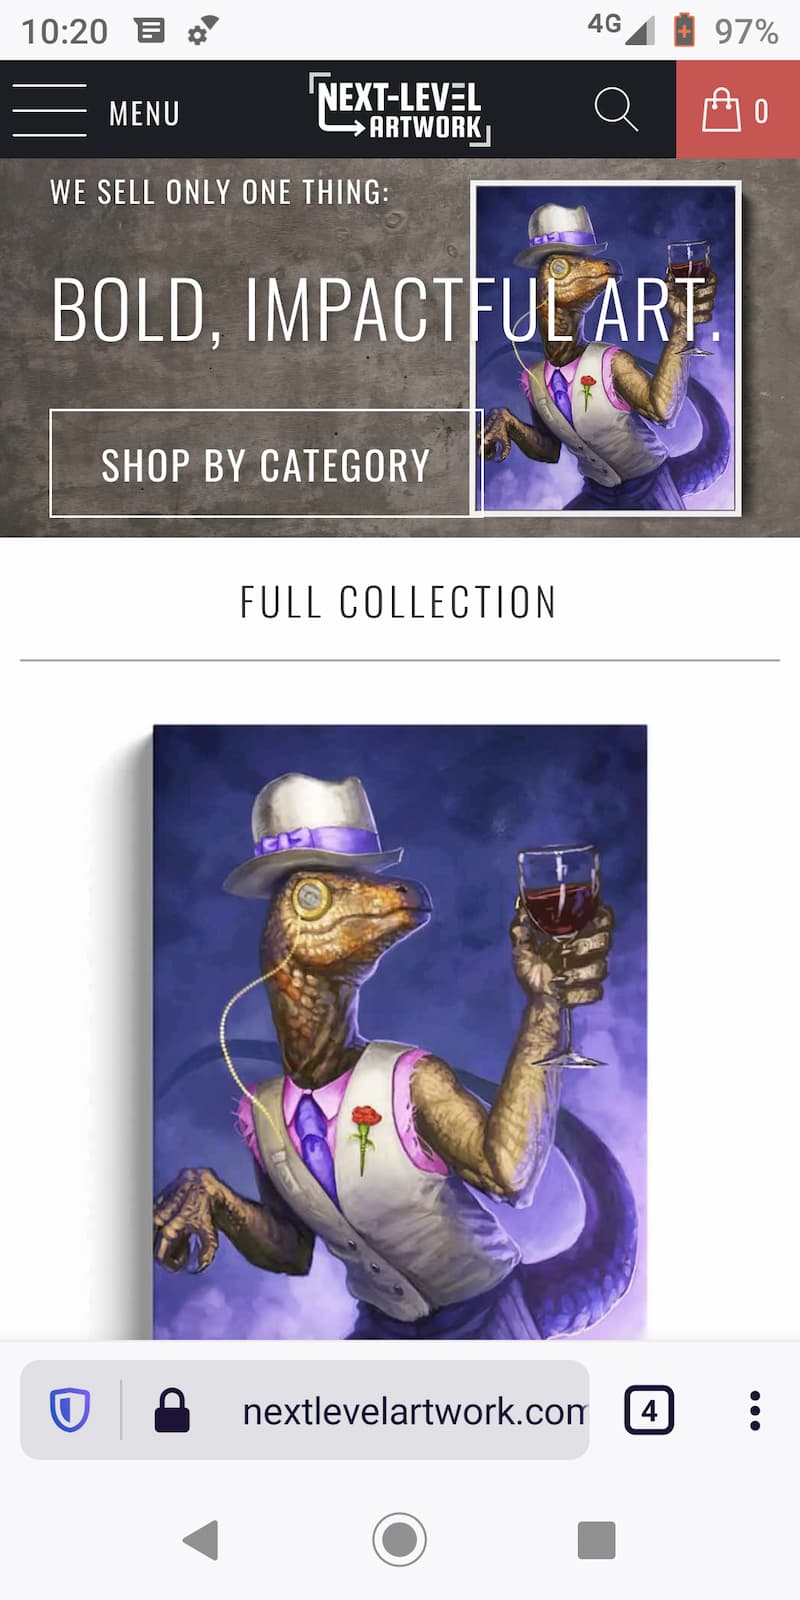 10:20
4G
97%
MENU
NEXT-LEVEL
ARTWORK
0
WE SELL ONLY ONE THING:
BOLD, IMPACTFUL ART.
SHOP BY CATEGORY
FULL COLLECTION
nextlevelartwork.com
4